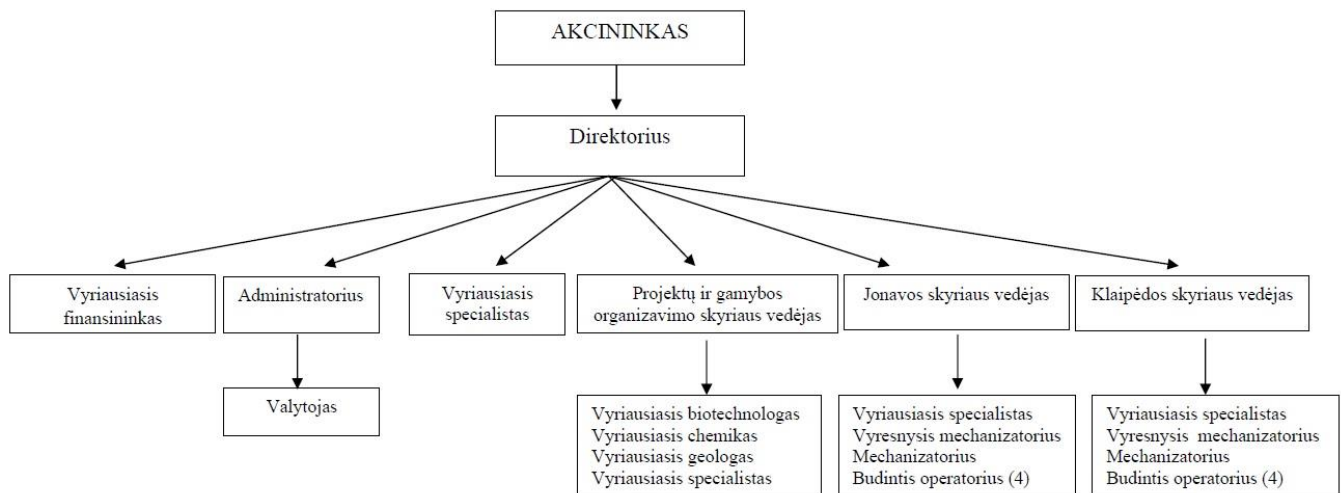 AKCININKAS
Direktorius
Vyriausiasis
finansininkas
Administratorius
Vyriausiasis
specialistas
Projektų ir gamybos
organizavimo skyriaus vedėjas
Jonavos skyriaus vedėjas
Klaipėdos skyriaus vedėjas
Valytojas
Vyriausiasis biotechnologas
Vyriausiasis chemikas
Vyriausiasis geologas
Vyriausiasis specialistas
Vyriausiasis specialistas
Vyresnysis mechanizatorius
Mechanizatorius
Budintis operatorius (4)
Vyriausiasis specialistas
Vyresnysis mechanizatorius
Mechanizatorius
Budintis operatorius (4)